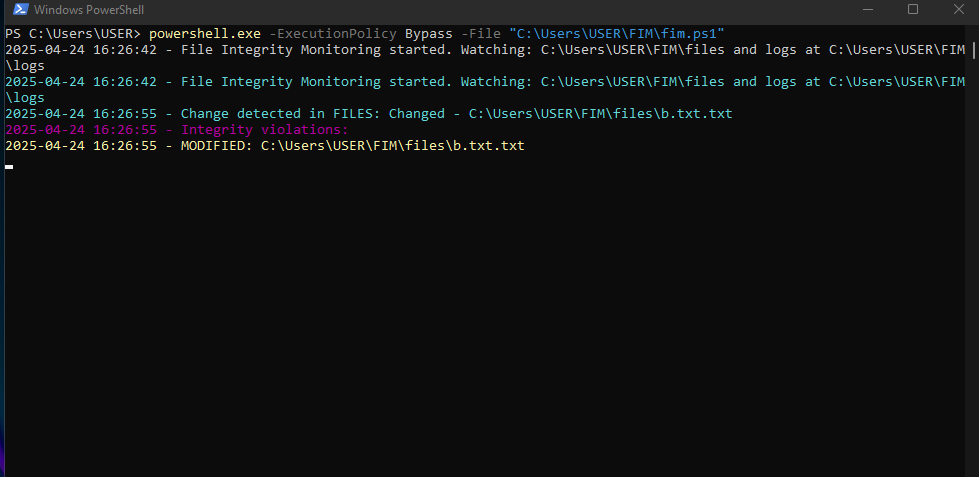 Windows PowerShell
PS C:\Users\USER> powershell.exe -ExecutionPolicy Bypass -File "C:\Users\USER\FIM\fim.ps1"
2025-04-24 16:26:42 - File Integrity Monitoring started. Watching: C:\Users\USER\FIM\files and logs at C:\Users\USER\FIM
\logs
2025-04-24 16:26:42 - File Integrity Monitoring started. Watching: C:\Users\USER\FIM\files and logs at C:\Users\USER\FIM
\logs
2025-04-24 16:26:55 - Change detected in FILES: Changed - C:\Users\USER\FIM\files\b.txt.txt
2025-04-24 16:26:55 - Integrity violations:
2025-04-24 16:26:55 - MODIFIED: C:\Users\USER\FIM\files\b.txt.txt